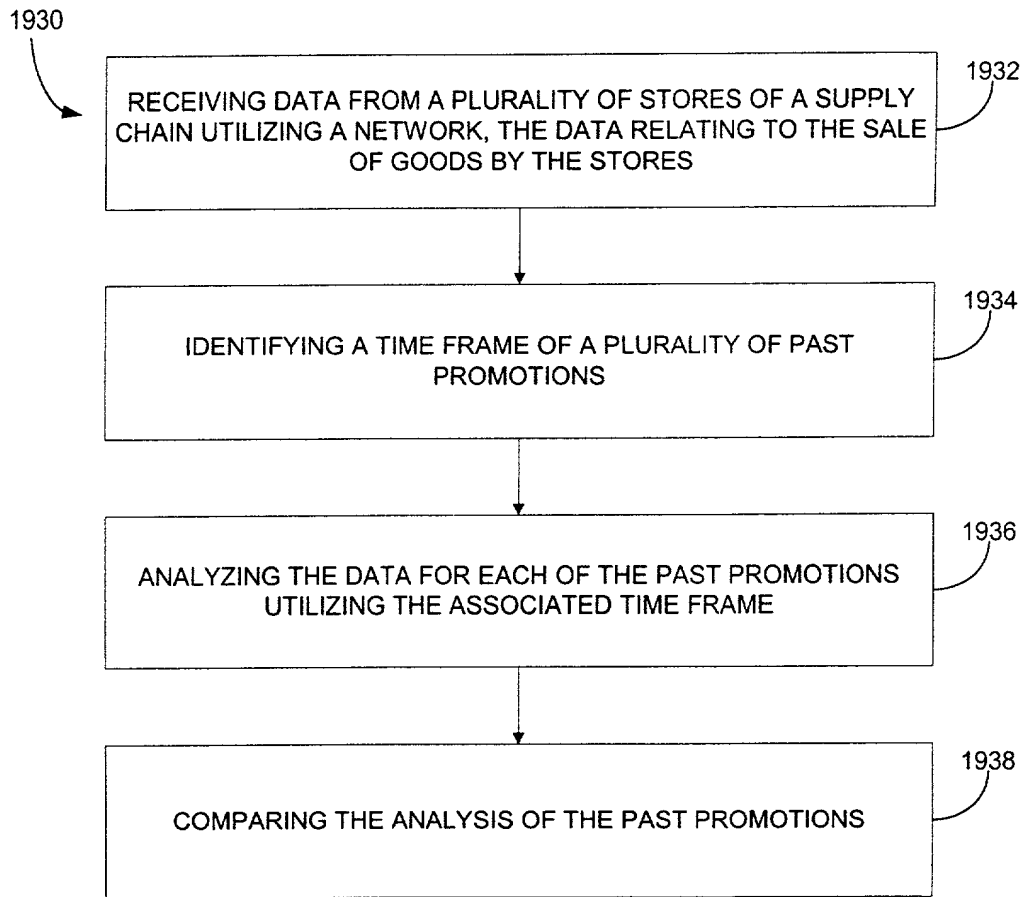 1930
1932
RECEIVING DATA FROM A PLURALITY OF STORES OF A SUPPLY
CHAIN UTILIZING A NETWORK, THE DATA RELATING TO THE SALE
OF GOODS BY THE STORES
1934
IDENTIFYING A TIME FRAME OF A PLURALITY OF PAST
PROMOTIONS
1936
ANALYZING THE DATA FOR EACH OF THE PAST PROMOTIONS
UTILIZING THE ASSOCIATED TIME FRAME
1938
COMPARING THE ANALYSIS OF THE PAST PROMOTIONS